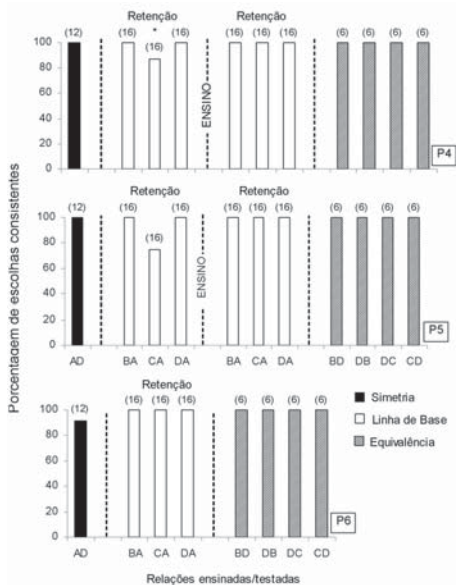 Porcentagem de escolhas consistentes
Retenção
(12) (16) * (16) (16) (16) (16) (6) (6) (6) (6)
(16)
100
80
60
40
20
0
ENSINO
P4
Retenção Retenção
(12) (16) (16) (16) (16) (16) (6) (6) (6) (6)
(16)
100
80
60
40
20
0
ENSINO
P5
AD BA CA DA BA CA DA BD DB DC CD
Retenção
(12) (16) (16) (16) (6) (6) (6) (6)
100
80
60
40
20
0
P6
AD BA CA DA BD DB DC CD
Simetria
Linha de Base
Equivalência
Relações ensinadas/testadas